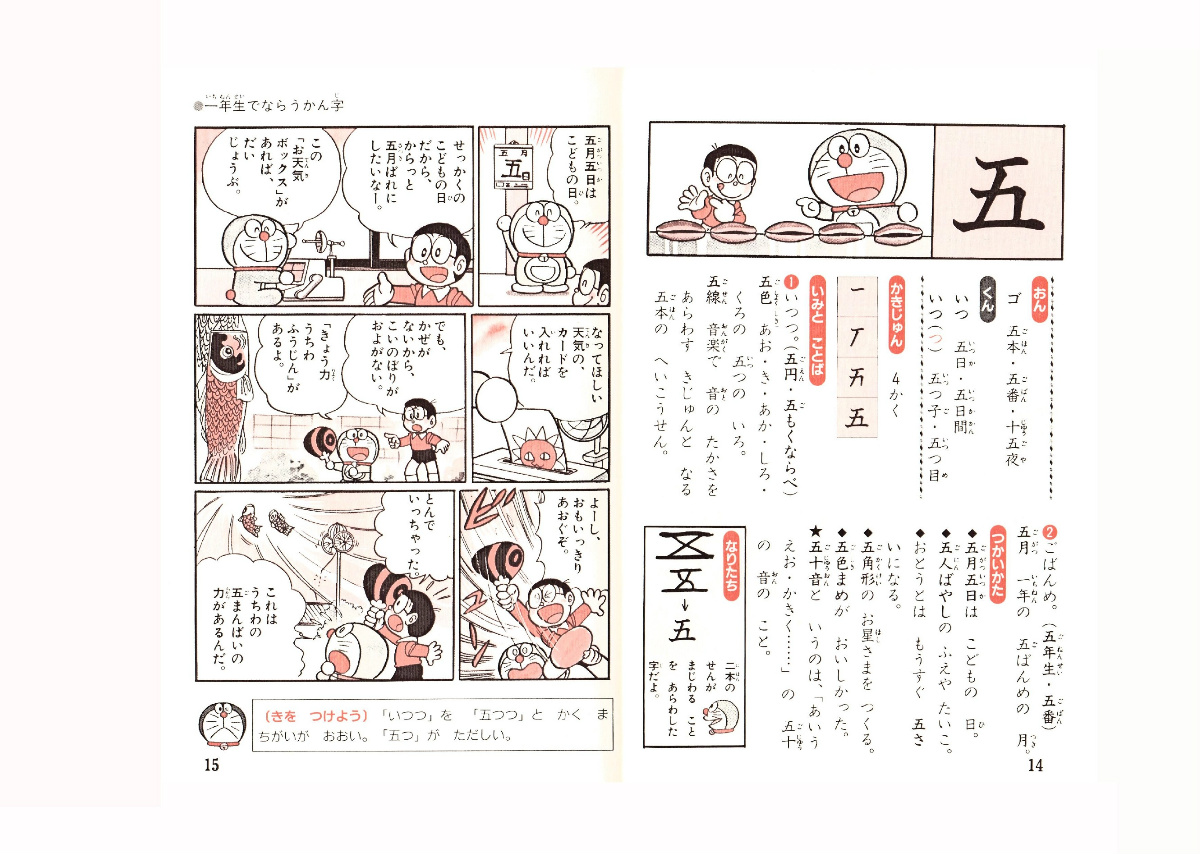 五
おん
ゴ 五本・五番・十五夜
くん
いつ 五日・五日間
いつ(つ) 五つ子・五つ目
かきじゅん
一 丆 五 五
4かく
いみと ことば
❶いつつ。(五円・五もくならべ)
五色 あお・き・あか・しろ・
くろの 五つの いろ。
五線 音楽で 音の たかさを
あらわす きじゅんと なる
五本の へいこうせん。
❷ごばんめ。(五年生・五番)
五月 一年の 五ばんめの 月。
つかいかた
◆五月五日は こどもの 日。
◆五人ばやしの ふえや たいこ。
◆おとうとは もうすぐ 五さ
いになる。
◆五角形の お星さまを つくる。
◆五色まめが おいしかった。
★五十音と いうのは、「あいう
えお・かきく……」の 五十
の 音の こと。
なりたち
五
二本の
せんが
まじわる こと
を あらわした
字だよ。
14
●一年生でならうかん字
五月五日は
こどもの日。
五月
五日
せっかくの
こどもの日
だから、
からっと
五月ばれに
したいなー。
この
「お天気
ボックス」が
あれば、
だい
じょうぶ。
なってほしい
天気の、
カードを
入れれば
いいんだ。
でも、
かぜが
ないから、
こいのぼりが
およがない。
「きょう力
うちわ
ふうじん」が
あるよ。
よーし、
おもいっきり
あおぐぞ。
とんで
いっちゃった。
これは
うちわの
五まんばいの
力があるんだ。
(きを つけよう)「いつつ」を 「五つつ」と かく ま
ちがいが おおい。「五つ」が ただしい。
15